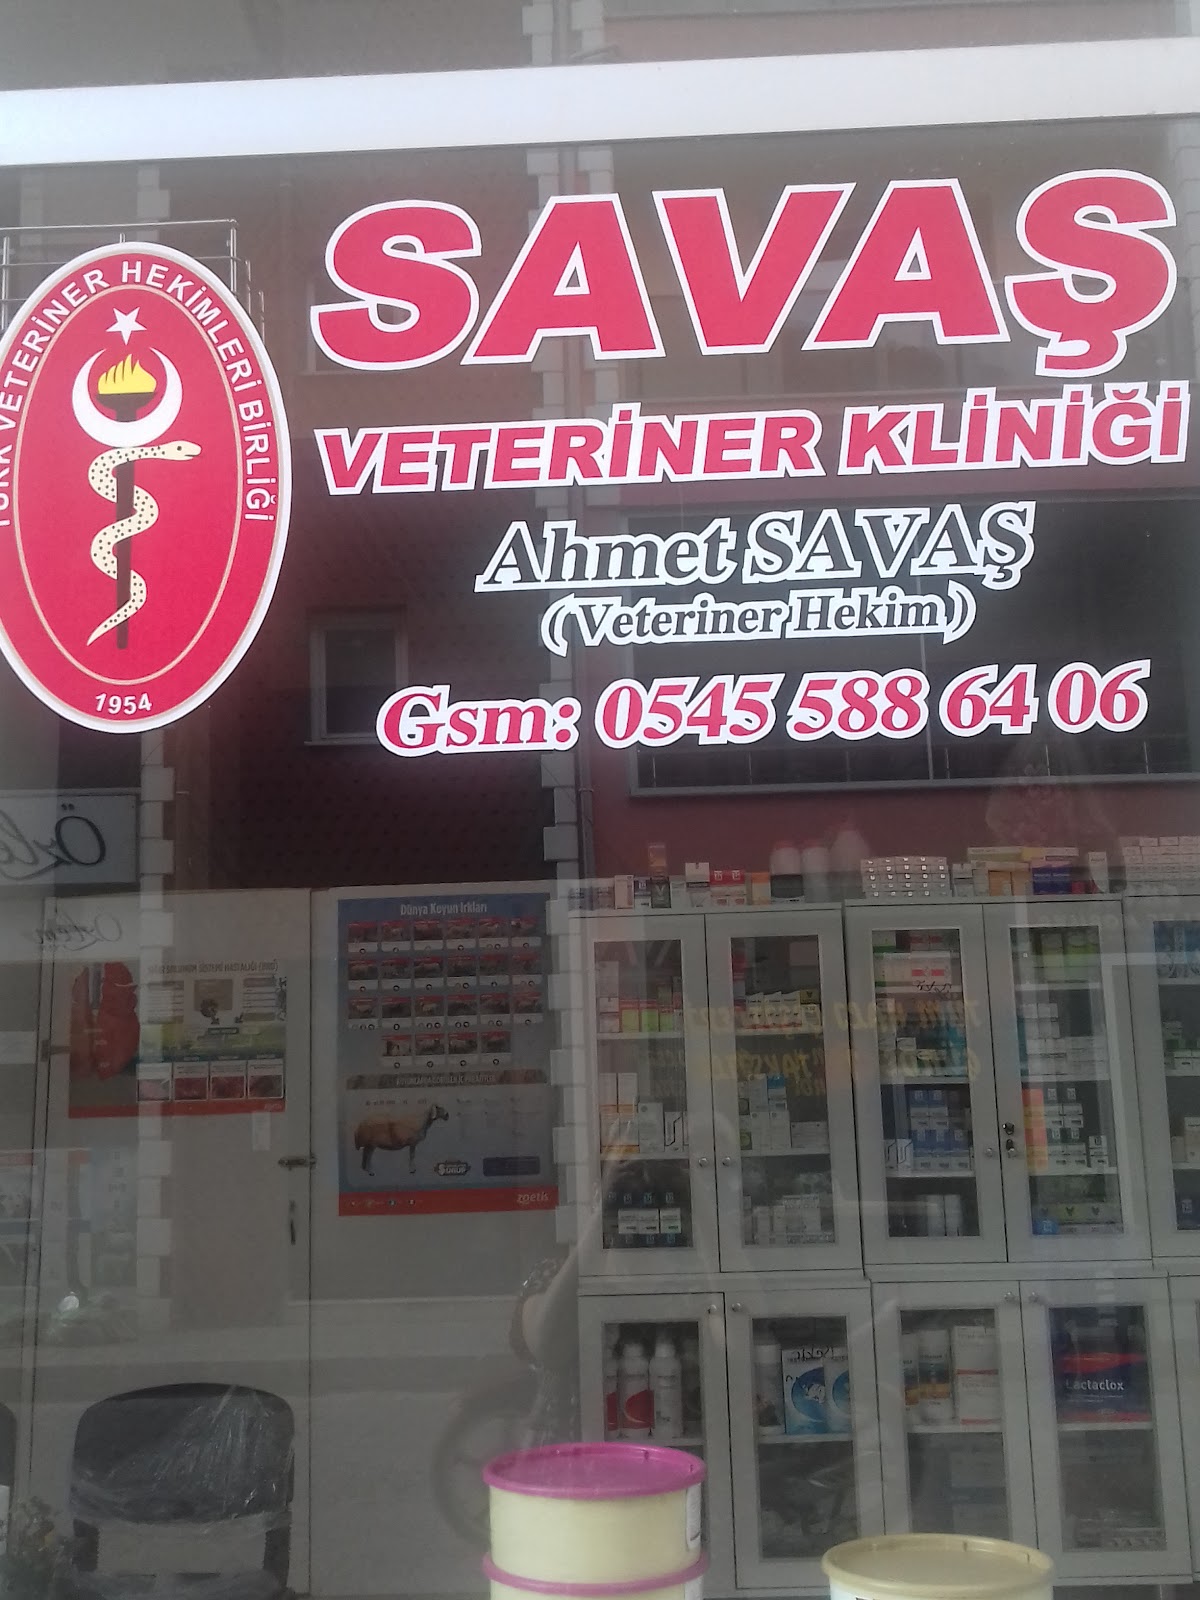 SAVAŞ
VETERİNER KLİNİĞİ
Ahmet SAVAŞ
(Veteriner Hekim)
Gsm: 0545 588 64 06
TÜRK VETERİNER HEKİMLERİ BİRLİĞİ
1954
Dünya Koyun Irkları
zoetis
Lactaclox